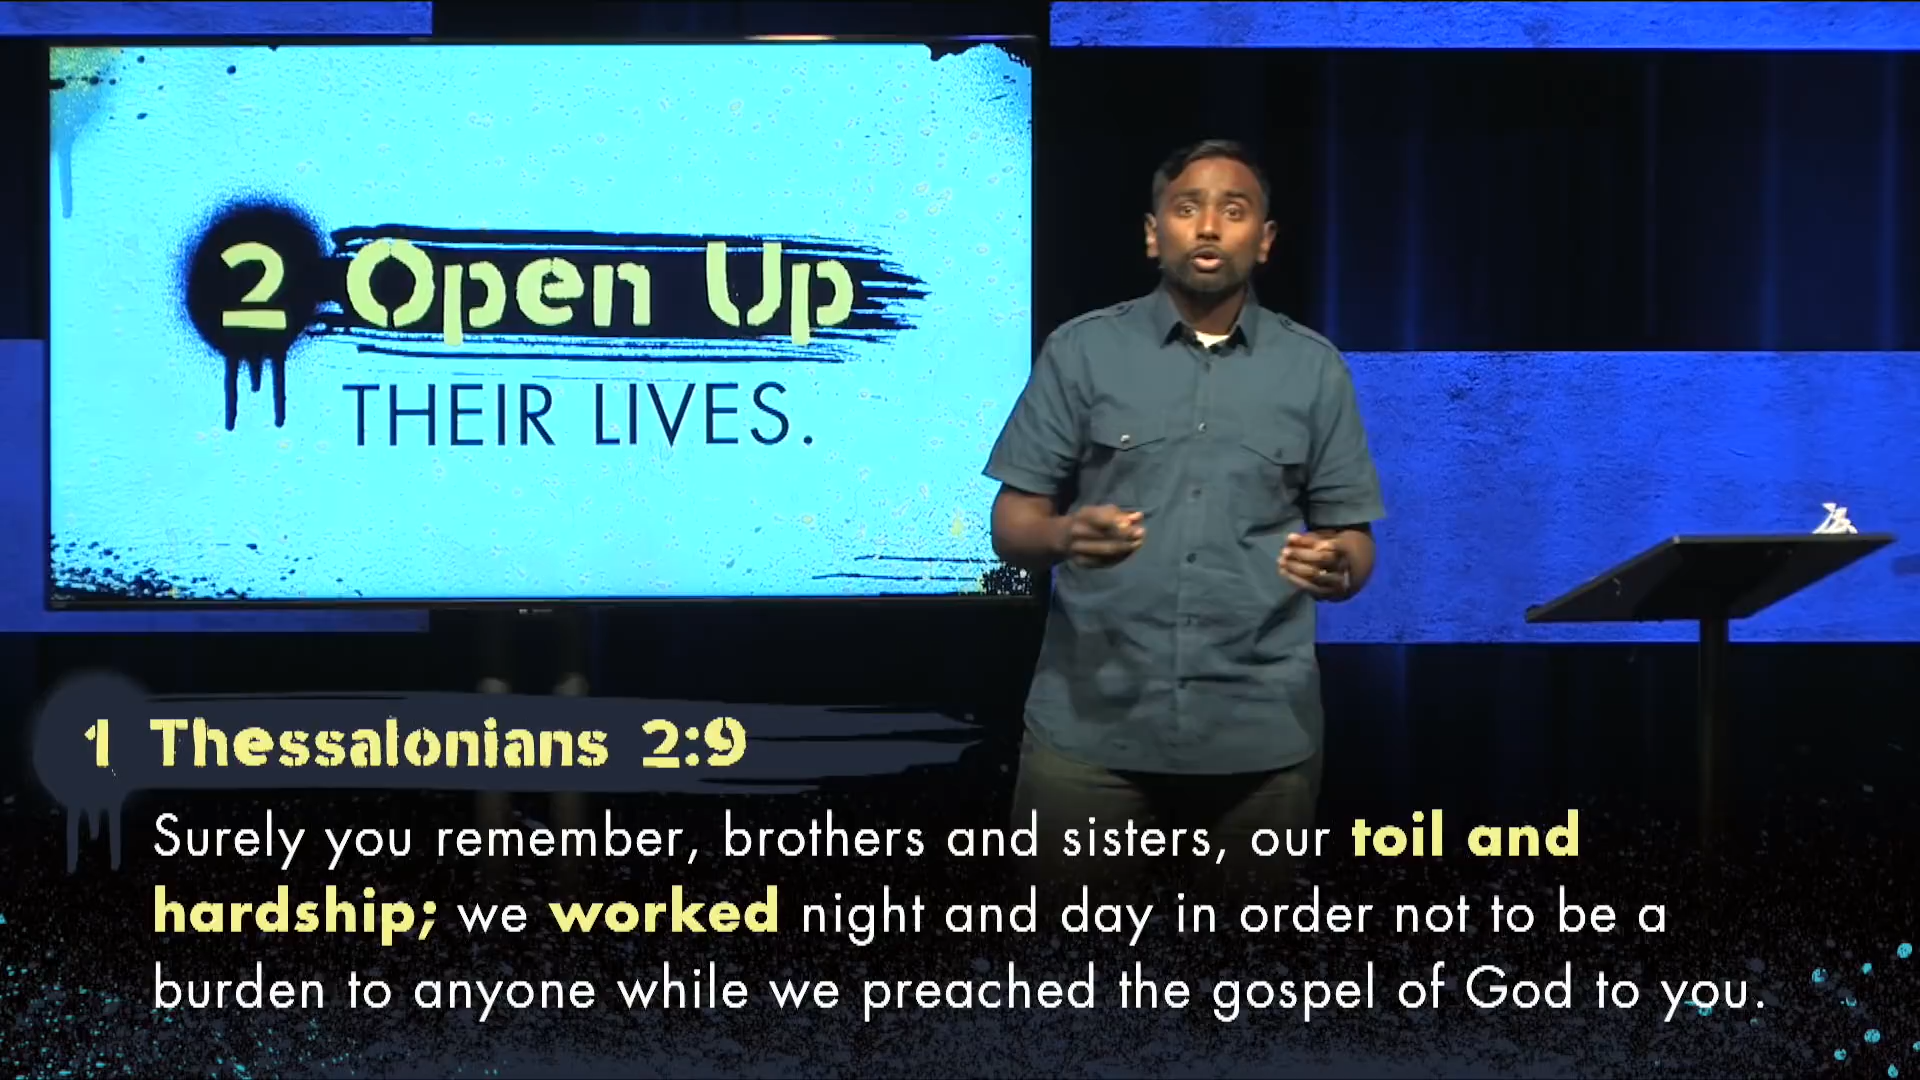 2 Open Up
THEIR LIVES.
1 Thessalonians 2:9
Surely you remember, brothers and sisters, our toil and
hardship; we worked night and day in order not to be a
burden to anyone while we preached the gospel of God to you.